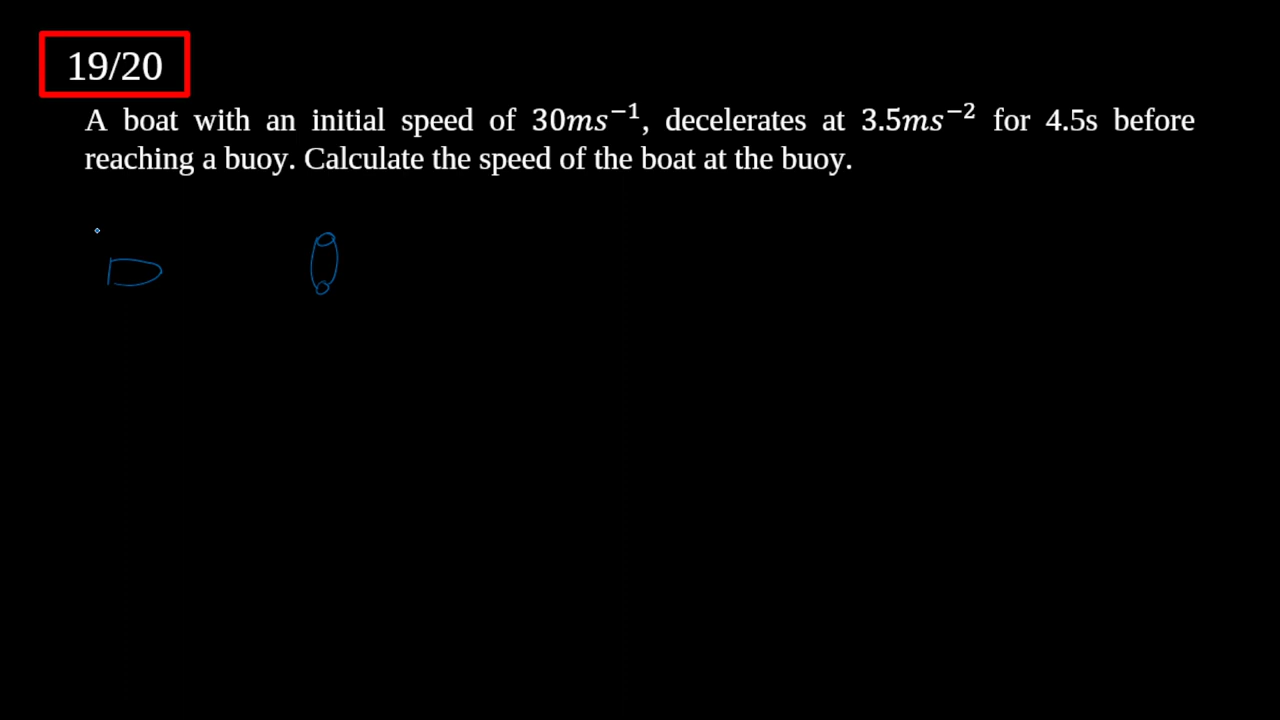 19/20
A boat with an initial speed of 30ms⁻¹, decelerates at 3.5ms⁻² for 4.5s before
reaching a buoy. Calculate the speed of the boat at the buoy.